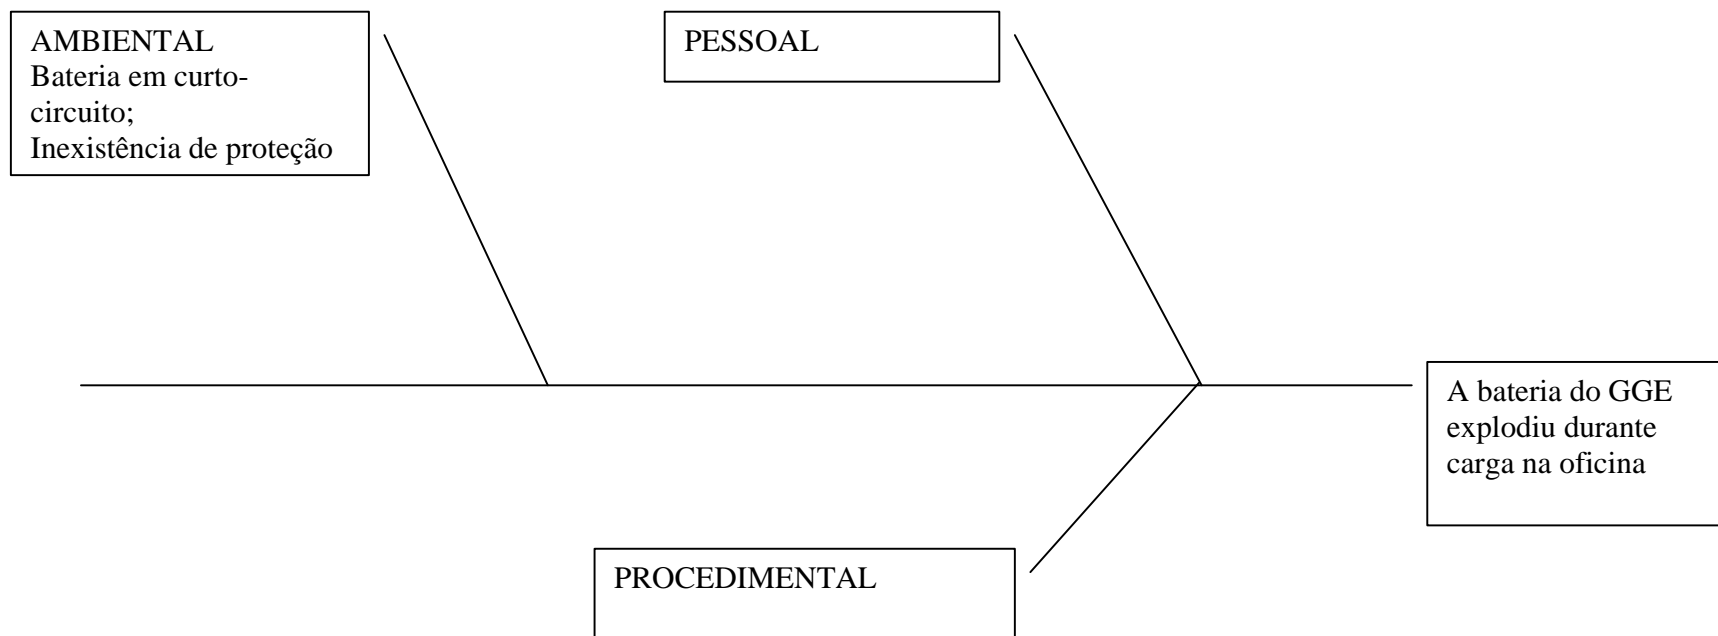 AMBIENTAL
Bateria em curto-
circuito;
Inexistência de proteção
PESSOAL
A bateria do GGE
explodiu durante
carga na oficina
PROCEDIMENTAL